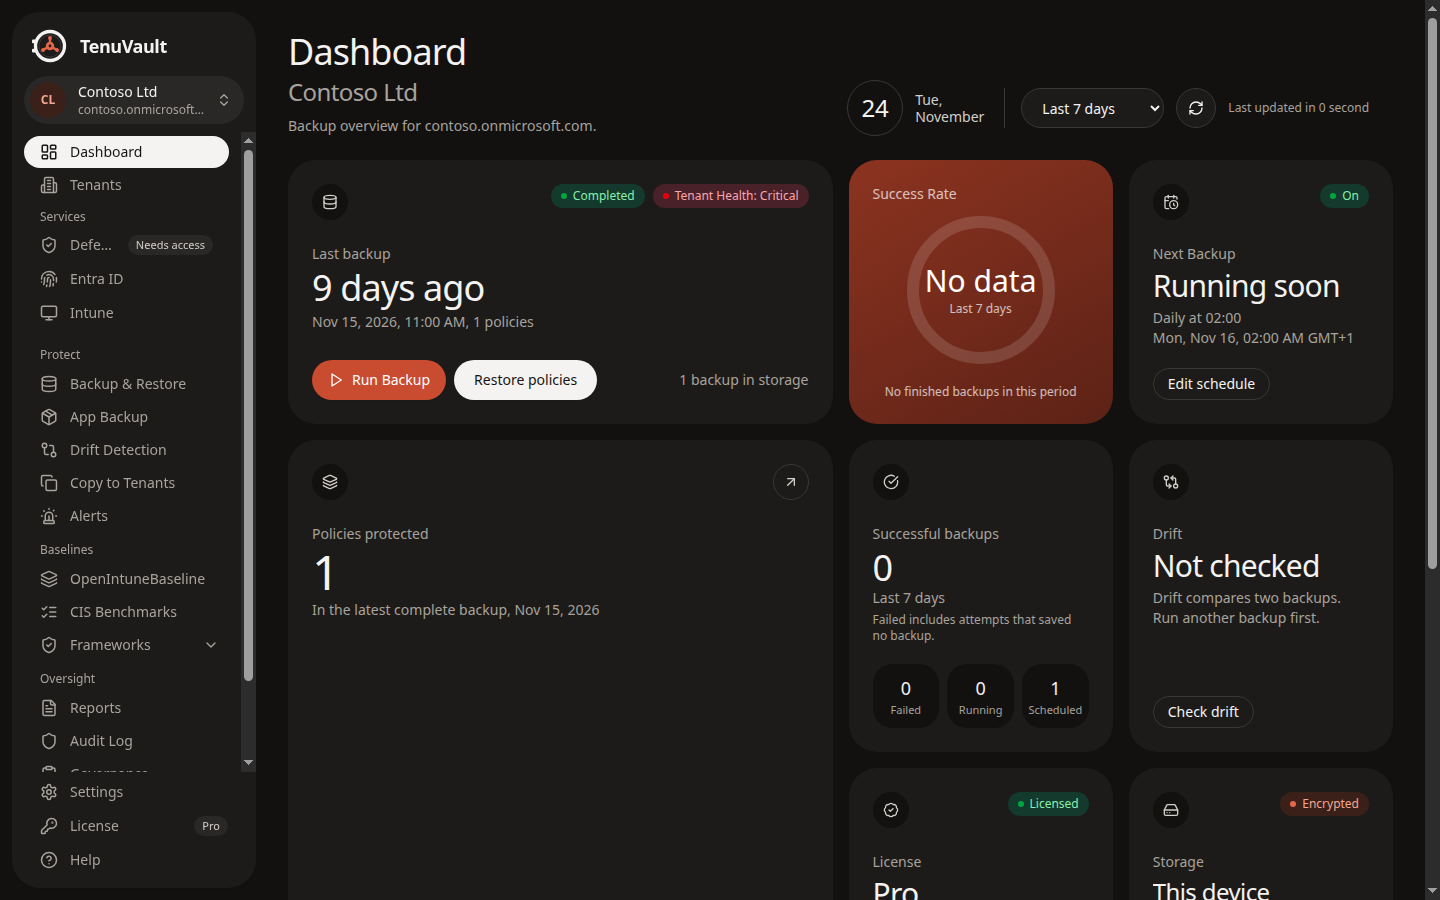 TenuVault
CL
Contoso Ltd
contoso.onmicrosoft...
Dashboard
Tenants
Services
Defe...
Needs access
Entra ID
Intune
Protect
Backup & Restore
App Backup
Drift Detection
Copy to Tenants
Alerts
Baselines
OpenIntuneBaseline
CIS Benchmarks
Frameworks
Oversight
Reports
Audit Log
Settings
License
Pro
Help
Dashboard
Contoso Ltd
Backup overview for contoso.onmicrosoft.com.
24
Tue,
November
Last 7 days
Last updated in 0 second
Completed
Tenant Health: Critical
Last backup
9 days ago
Nov 15, 2026, 11:00 AM, 1 policies
Run Backup
Restore policies
1 backup in storage
Success Rate
No data
Last 7 days
No finished backups in this period
On
Next Backup
Running soon
Daily at 02:00
Mon, Nov 16, 02:00 AM GMT+1
Edit schedule
Policies protected
1
In the latest complete backup, Nov 15, 2026
Successful backups
0
Last 7 days
Failed includes attempts that saved
no backup.
0
Failed
0
Running
1
Scheduled
Drift
Not checked
Drift compares two backups.
Run another backup first.
Check drift
Licensed
License
Pro
Encrypted
Storage
This device